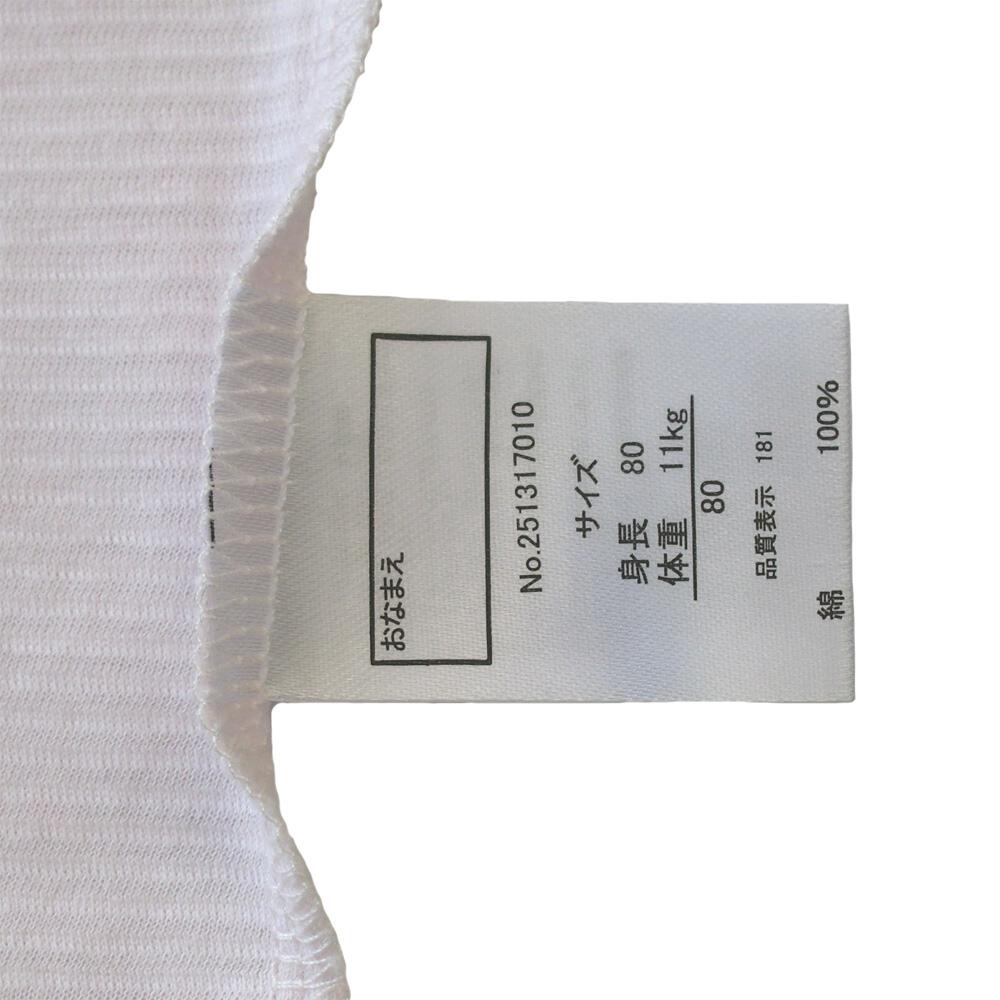 おなまえ
No.251317010
サイズ
身長 80
体重 11kg
80
品質表示 181
綿 100%